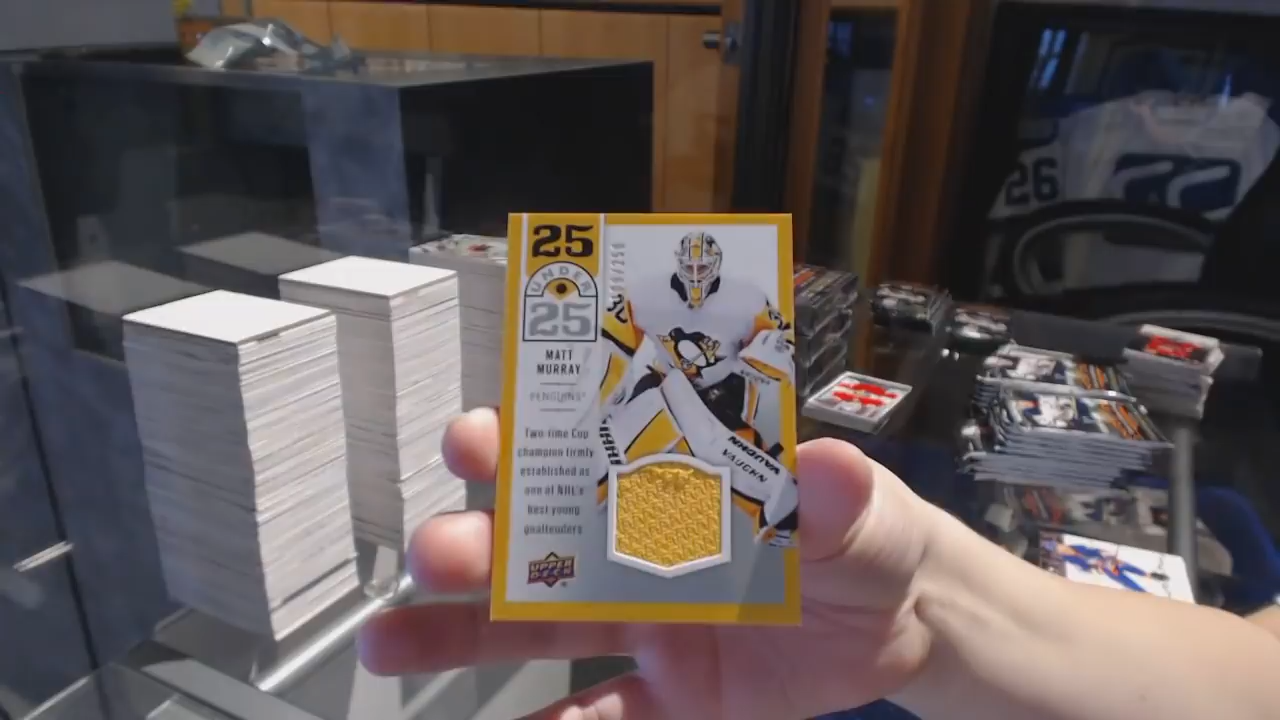 25
UNDER
25
MATT
MURRAY
PENGUINS
Two-time Cup
champion firmly
established as
one of NHL's
best young
goaltenders
UPPER
DECK
VAUGHN
VAUGHN
26